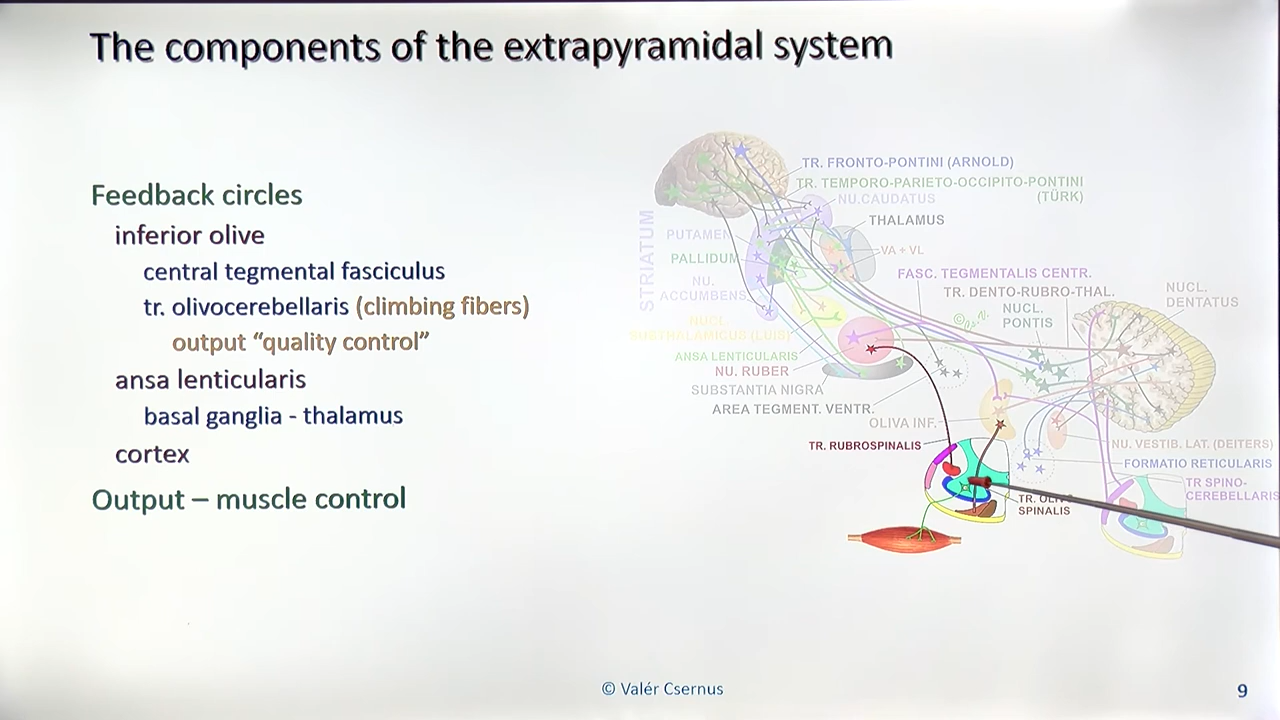 The components of the extrapyramidal system
Feedback circles
inferior olive
central tegmental fasciculus
tr. olivocerebellaris (climbing fibers)
output “quality control”
ansa lenticularis
basal ganglia - thalamus
cortex
Output – muscle control
TR. FRONTO-PONTINI (ARNOLD)
TR. TEMPORO-PARIETO-OCCIPITO-PONTINI
(TÜRK)
NU.CAUDATUS
THALAMUS
STRIATUM
PUTAMEN
VA + VL
PALLIDUM
FASC. TEGMENTALIS CENTR.
NU.
ACCUMBENS
TR. DENTO-RUBRO-THAL.
NUCL.
DENTATUS
NUCL.
PONTIS
NUCL.
SUBTHALAMICUS (LUIS)
ANSA LENTICULARIS
NU. RUBER
SUBSTANTIA NIGRA
AREA TEGMENT. VENTR.
OLIVA INF.
TR. RUBROSPINALIS
NU. VESTIB. LAT. (DEITERS)
FORMATIO RETICULARIS
TR SPINO-
CEREBELLARIS
TR.
SPINALIS
© Valér Csernus
9